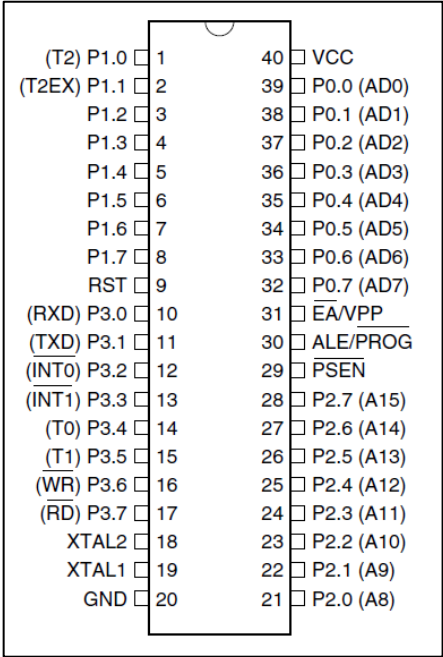 (T2) P1.0 1 40 VCC
(T2EX) P1.1 2 39 P0.0 (AD0)
P1.2 3 38 P0.1 (AD1)
P1.3 4 37 P0.2 (AD2)
P1.4 5 36 P0.3 (AD3)
P1.5 6 35 P0.4 (AD4)
P1.6 7 34 P0.5 (AD5)
P1.7 8 33 P0.6 (AD6)
RST 9 32 P0.7 (AD7)
(RXD) P3.0 10 31 E̅A̅/VPP
(TXD) P3.1 11 30 ALE/P̅R̅O̅G̅
(I̅N̅T̅0̅) P3.2 12 29 P̅S̅E̅N̅
(I̅N̅T̅1̅) P3.3 13 28 P2.7 (A15)
(T0) P3.4 14 27 P2.6 (A14)
(T1) P3.5 15 26 P2.5 (A13)
(W̅R̅) P3.6 16 25 P2.4 (A12)
(R̅D̅) P3.7 17 24 P2.3 (A11)
XTAL2 18 23 P2.2 (A10)
XTAL1 19 22 P2.1 (A9)
GND 20 21 P2.0 (A8)